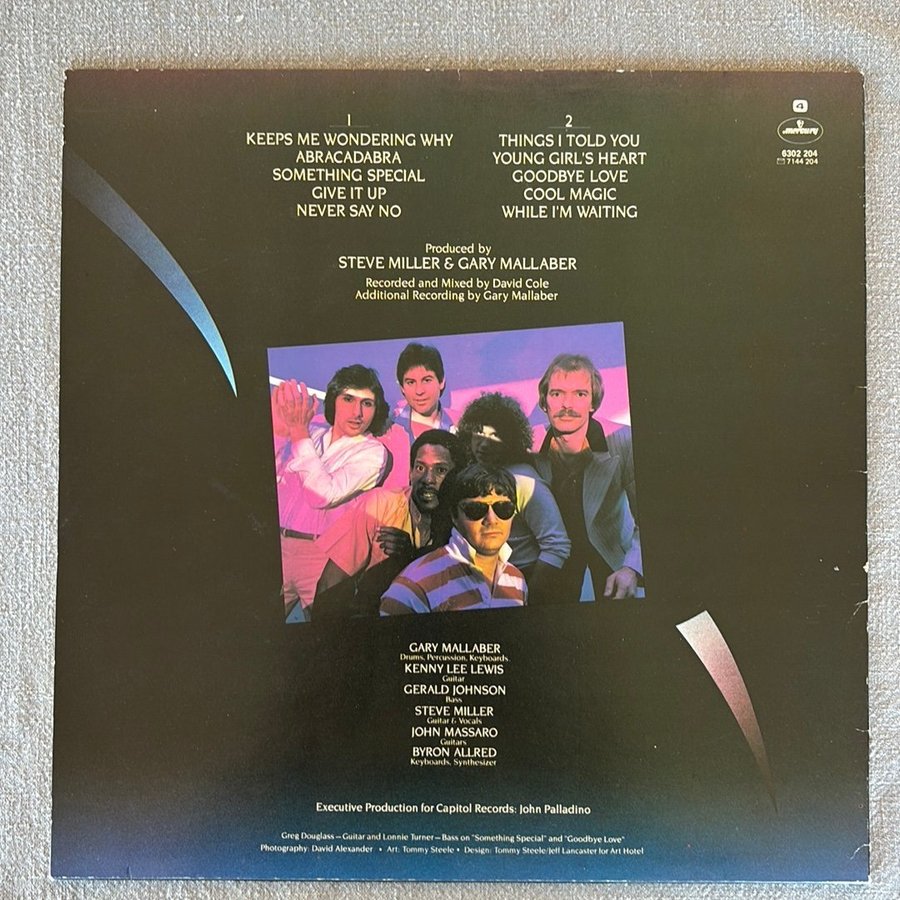 1
KEEPS ME WONDERING WHY
ABRACADABRA
SOMETHING SPECIAL
GIVE IT UP
NEVER SAY NO
2
THINGS I TOLD YOU
YOUNG GIRL'S HEART
GOODBYE LOVE
COOL MAGIC
WHILE I'M WAITING
4
mercury
6302 204
7144 204
Produced by
STEVE MILLER & GARY MALLABER
Recorded and Mixed by David Cole
Additional Recording by Gary Mallaber
GARY MALLABER
Drums, Percussion, Keyboards
KENNY LEE LEWIS
Guitar
GERALD JOHNSON
Bass
STEVE MILLER
Guitar & Vocals
JOHN MASSARO
Guitars
BYRON ALLRED
Keyboards, Synthesizer
Executive Production for Capitol Records: John Palladino
Greg Douglass – Guitar and Lonnie Turner – Bass on "Something Special" and "Goodbye Love"
Photography: David Alexander • Art: Tommy Steele • Design: Tommy Steele/Jeff Lancaster for Art Hotel